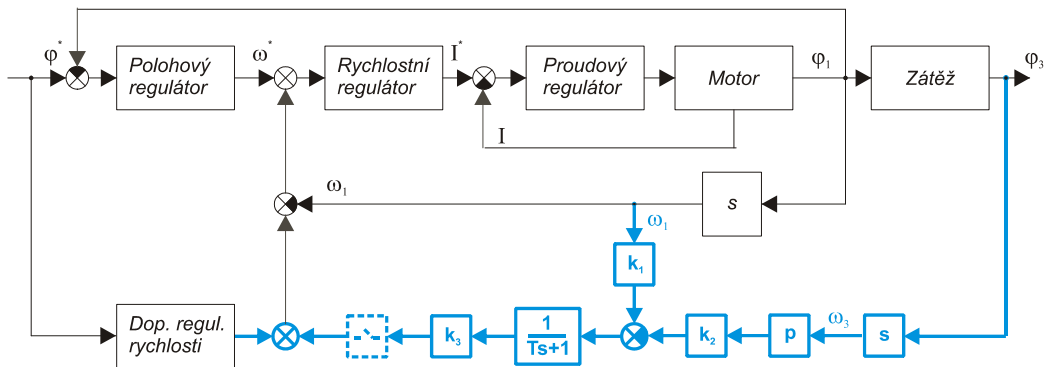 φ*
Polohový
regulátor
ω*
Rychlostní
regulátor
I*
Proudový
regulátor
Motor
φ₁
Zátěž
φ₃
I
ω₁
s
ω₁
k₁
Dop. regul.
rychlosti
k₃
1
Ts+1
k₂
p
ω₃
s